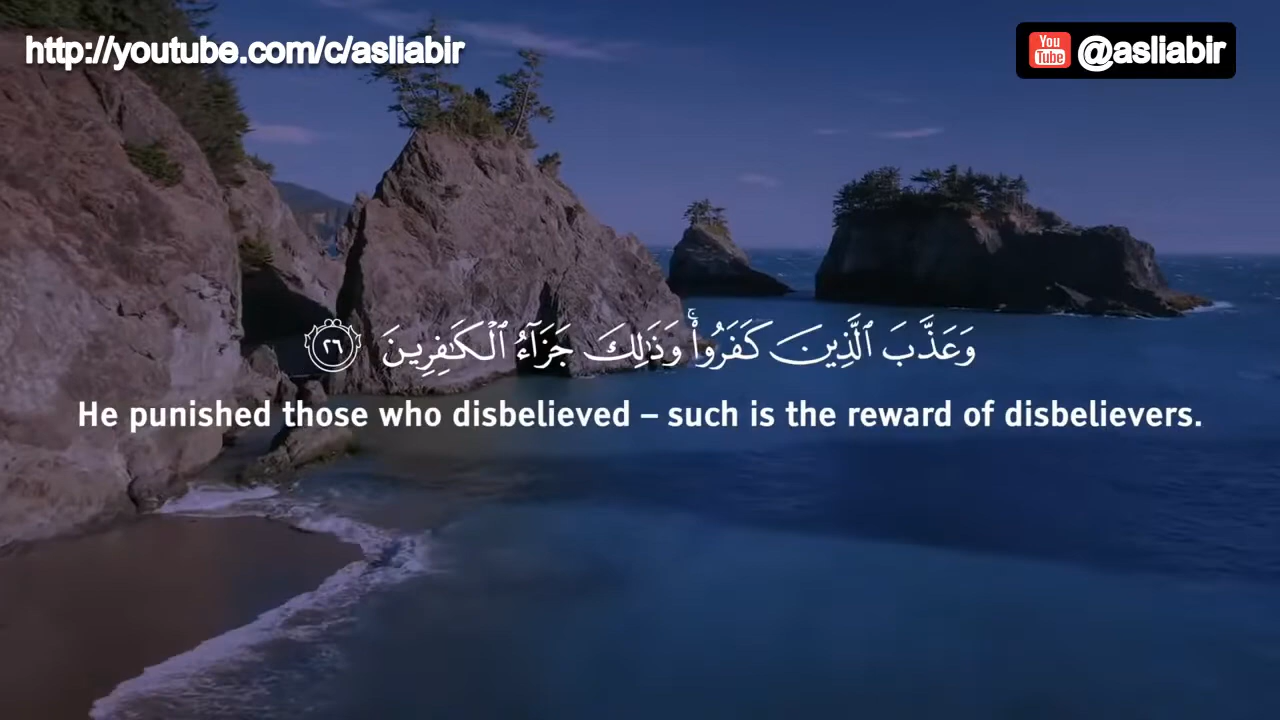 http://youtube.com/c/asliabir
You Tube @asliabir
وَعَذَّبَ ٱلَّذِينَ كَفَرُوا۟ ۚ وَذَٰلِكَ جَزَآءُ ٱلْكَـٰفِرِينَ ٢٦
He punished those who disbelieved – such is the reward of disbelievers.